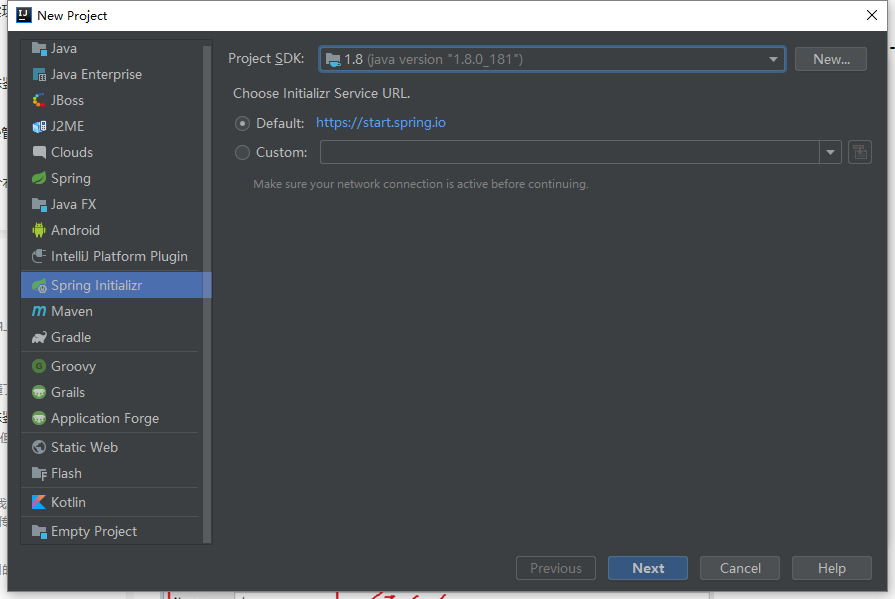 New Project
Java
Java Enterprise
JBoss
J2ME
Clouds
Spring
Java FX
Android
IntelliJ Platform Plugin
Spring Initializr
Maven
Gradle
Groovy
Grails
Application Forge
Static Web
Flash
Kotlin
Empty Project
Project SDK: 1.8 (java version "1.8.0_181") New...
Choose Initializr Service URL.
Default: https://start.spring.io
Custom:
Make sure your network connection is active before continuing.
Previous Next Cancel Help